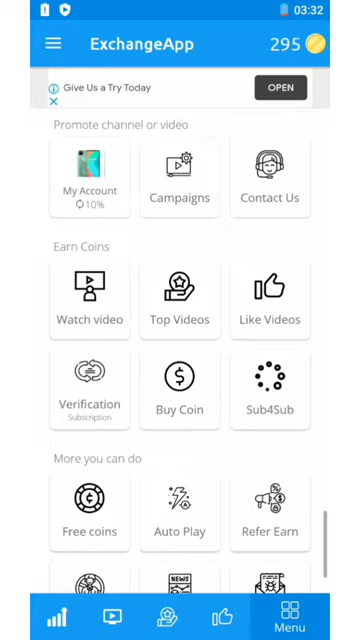 03:32
ExchangeApp
295
Give Us a Try Today
OPEN
Promote channel or video
My Account
10%
Campaigns
Contact Us
Earn Coins
Watch video
Top Videos
Like Videos
Verification
Subscription
Buy Coin
Sub4Sub
More you can do
Free coins
Auto Play
Refer Earn
NEWS
Menu